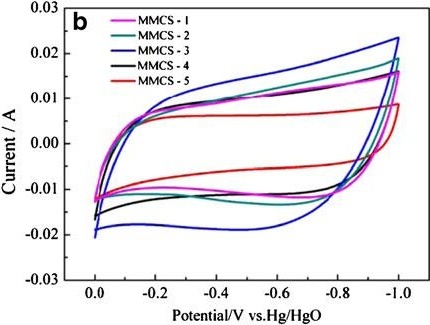 b
MMCS - 1
MMCS - 2
MMCS - 3
MMCS - 4
MMCS - 5
0.03
0.02
0.01
0.00
-0.01
-0.02
-0.03
Current / A
0.0 -0.2 -0.4 -0.6 -0.8 -1.0
Potential/V vs.Hg/HgO